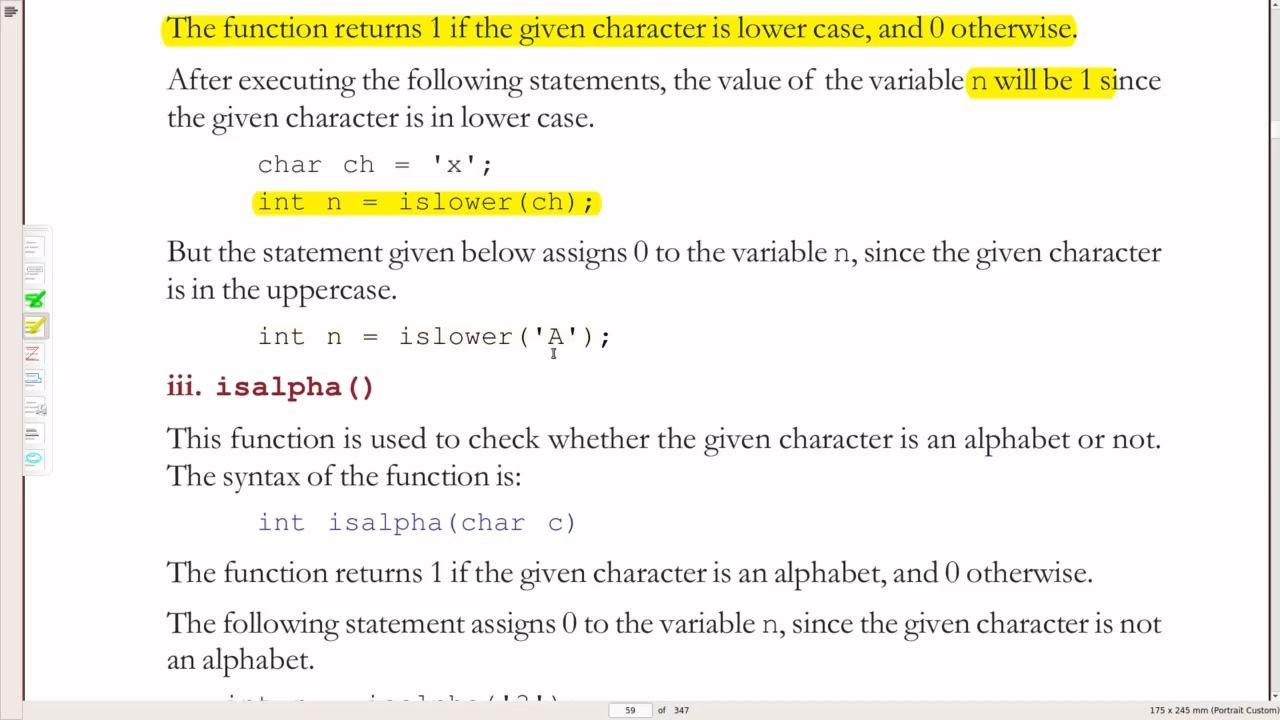 The function returns 1 if the given character is lower case, and 0 otherwise.
After executing the following statements, the value of the variable n will be 1 since
the given character is in lower case.
char ch = 'x';
int n = islower(ch);
But the statement given below assigns 0 to the variable n, since the given character
is in the uppercase.
int n = islower('A');
iii. isalpha()
This function is used to check whether the given character is an alphabet or not.
The syntax of the function is:
int isalpha(char c)
The function returns 1 if the given character is an alphabet, and 0 otherwise.
The following statement assigns 0 to the variable n, since the given character is not
an alphabet.
59 of 347
175 x 245 mm (Portrait Custom)